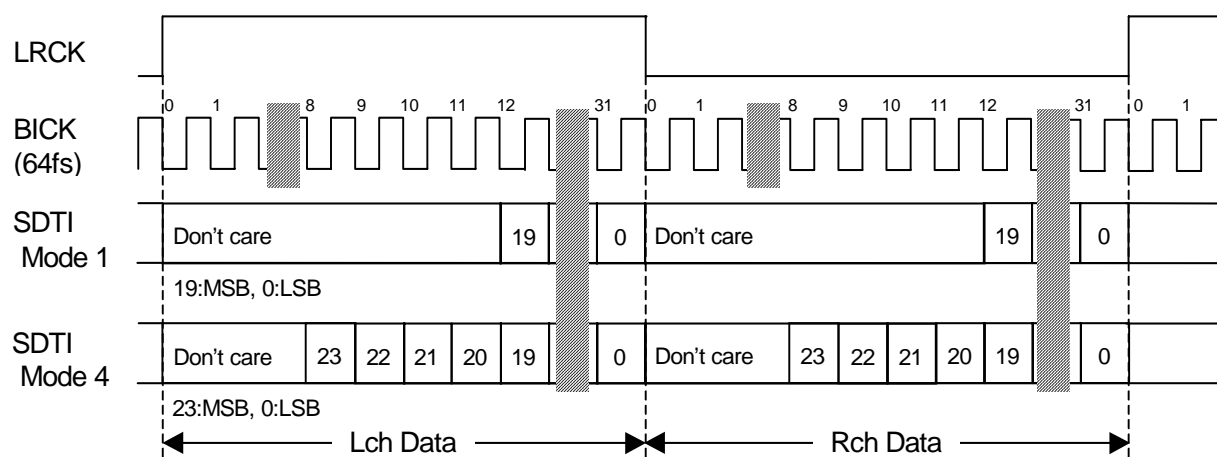 LRCK
0 1 8 9 10 11 12 31 0 1 8 9 10 11 12 31 0 1
BICK
(64fs)
SDTI
Mode 1
Don't care 19 0 Don't care 19 0
19:MSB, 0:LSB
SDTI
Mode 4
Don't care 23 22 21 20 19 0 Don't care 23 22 21 20 19 0
23:MSB, 0:LSB
Lch Data Rch Data